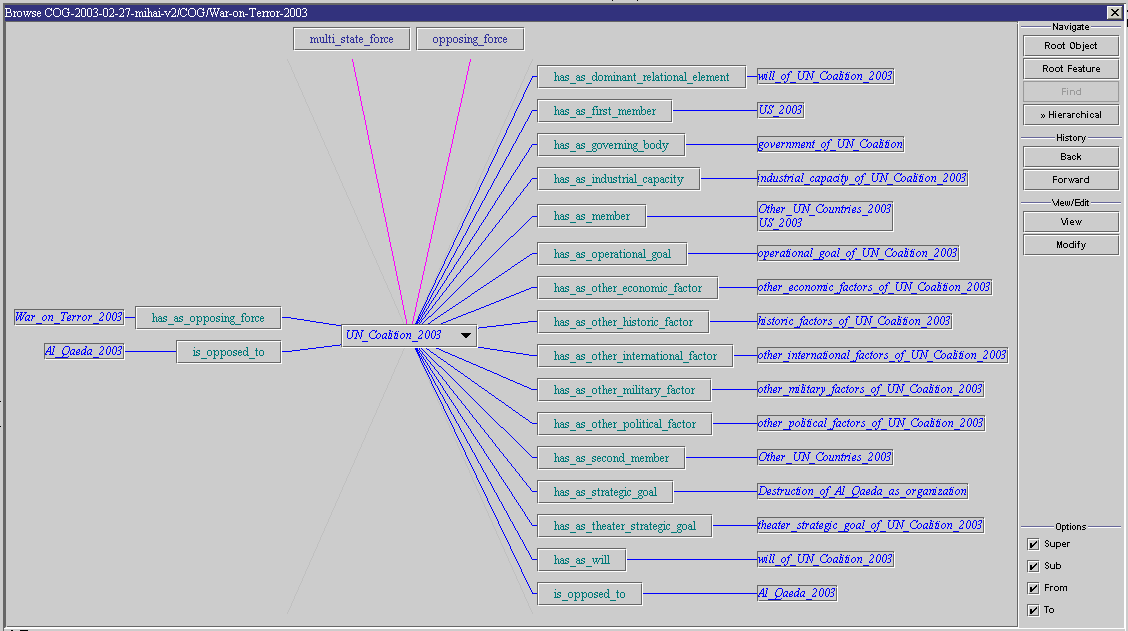 Browse COG-2003-02-27-mihai-v2/COG/War-on-Terror-2003
multi_state_force
opposing_force
War_on_Terror_2003
has_as_opposing_force
Al_Qaeda_2003
is_opposed_to
UN_Coalition_2003
has_as_dominant_relational_element
will_of_UN_Coalition_2003
has_as_first_member
US_2003
has_as_governing_body
government_of_UN_Coalition
has_as_industrial_capacity
industrial_capacity_of_UN_Coalition_2003
has_as_member
Other_UN_Countries_2003
US_2003
has_as_operational_goal
operational_goal_of_UN_Coalition_2003
has_as_other_economic_factor
other_economic_factors_of_UN_Coalition_2003
has_as_other_historic_factor
historic_factors_of_UN_Coalition_2003
has_as_other_international_factor
other_international_factors_of_UN_Coalition_2003
has_as_other_military_factor
other_military_factors_of_UN_Coalition_2003
has_as_other_political_factor
other_political_factors_of_UN_Coalition_2003
has_as_second_member
Other_UN_Countries_2003
has_as_strategic_goal
Destruction_of_Al_Qaeda_as_organization
has_as_theater_strategic_goal
theater_strategic_goal_of_UN_Coalition_2003
has_as_will
will_of_UN_Coalition_2003
is_opposed_to
Al_Qaeda_2003
Navigate
Root Object
Root Feature
Find
» Hierarchical
History
Back
Forward
View/Edit
View
Modify
Options
Super
Sub
From
To